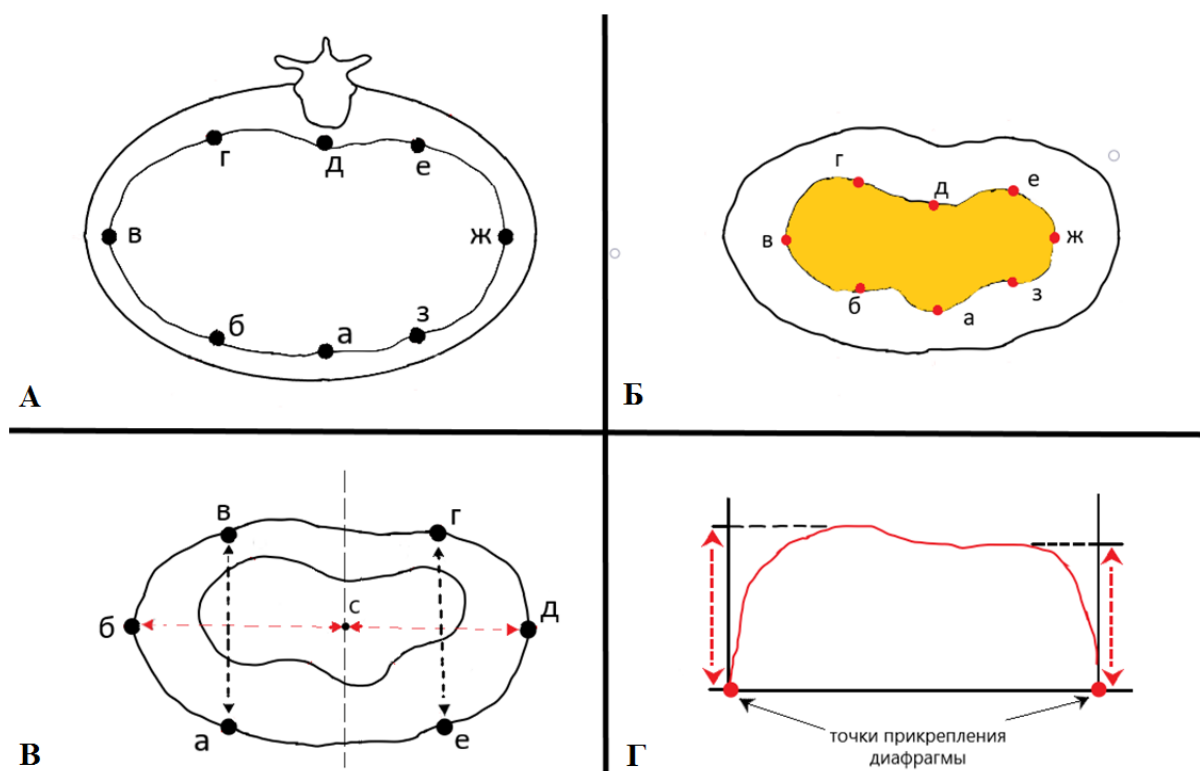 г
д
е
в
ж
б
а
з
А
г
д
е
в
ж
б
а
з
Б
в
г
б
с
д
а
е
В
точки прикрепления
диафрагмы
Г